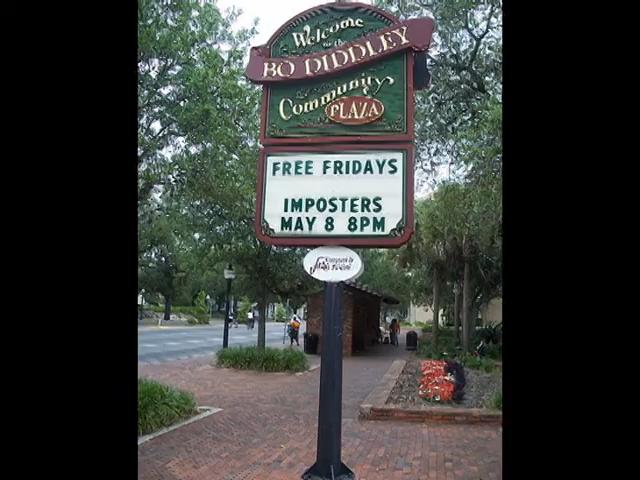 Welcome
to the
BO DIDDLEY
Community
PLAZA
FREE FRIDAYS
IMPOSTERS
MAY 8 8PM